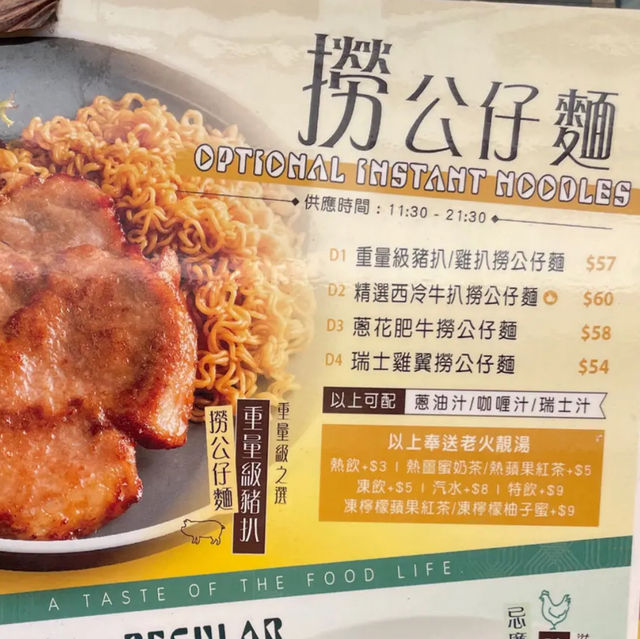 撈公仔麵
OPTIONAL INSTANT NOODLES
供應時間 : 11:30 - 21:30
D1 重量級豬扒/雞扒撈公仔麵 $57
D2 精選西冷牛扒撈公仔麵 $60
D3 蔥花肥牛撈公仔麵 $58
D4 瑞士雞翼撈公仔麵 $54
以上可配 蔥油汁/咖喱汁/瑞士汁
以上奉送老火靚湯
熱飲+$3 | 熱薑蜜奶茶/熱蘋果紅茶+$5
凍飲+$5 | 汽水+$8 | 特飲+$9
凍檸檬蘋果紅茶/凍檸檬柚子蜜+$9
重量級之選
重量級豬扒
撈公仔麵
A TASTE OF THE FOOD LIFE.
REGULAR